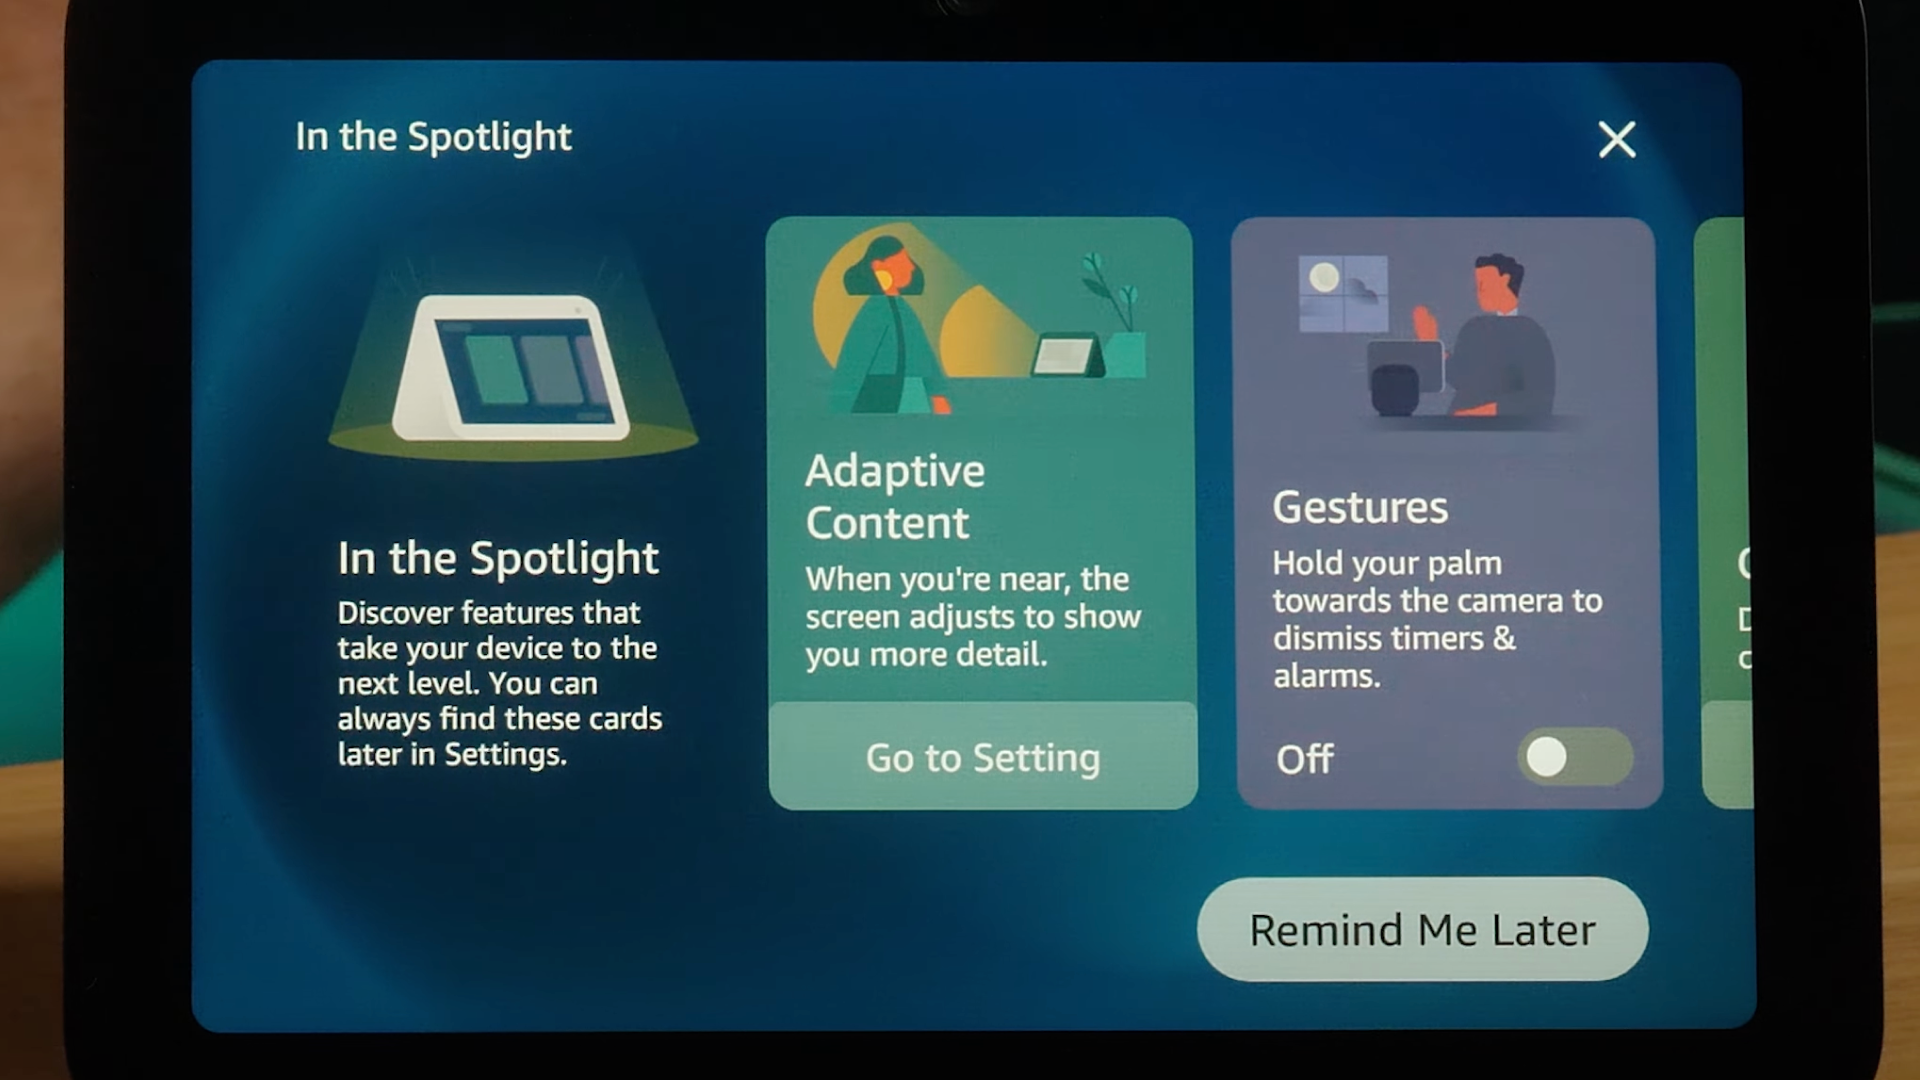 In the Spotlight
In the Spotlight
Discover features that
take your device to the
next level. You can
always find these cards
later in Settings.
Adaptive
Content
When you're near, the
screen adjusts to show
you more detail.
Go to Setting
Gestures
Hold your palm
towards the camera to
dismiss timers &
alarms.
Off
Remind Me Later